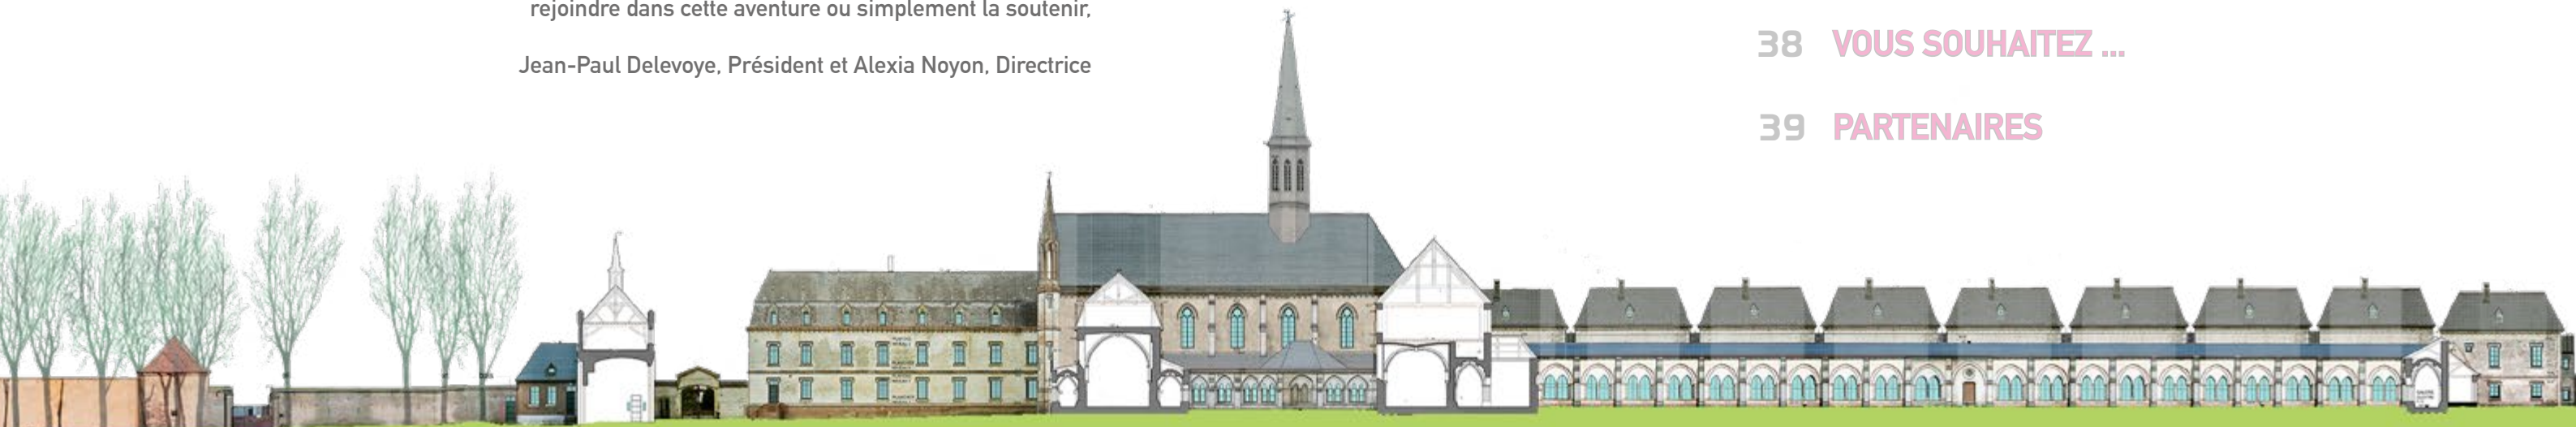 rejoindre dans cette aventure ou simplement la soutenir,
Jean-Paul Delevoye, Président et Alexia Noyon, Directrice
38 VOUS SOUHAITEZ ...
39 PARTENAIRES